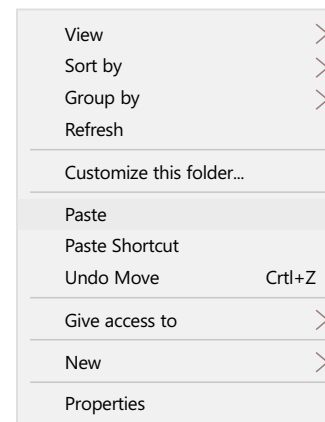 View
Sort by
Group by
Refresh
Customize this folder...
Paste
Paste Shortcut
Undo Move Crtl+Z
Give access to
New
Properties